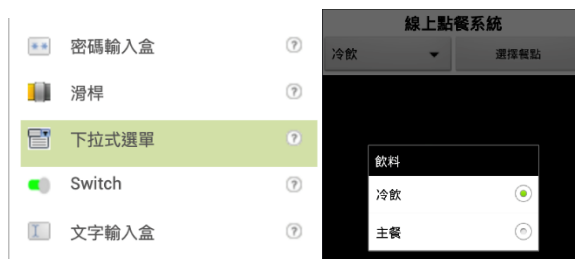 密碼輸入盒
滑桿
下拉式選單
Switch
文字輸入盒
線上點餐系統
冷飲
選擇餐點
飲料
冷飲
主餐